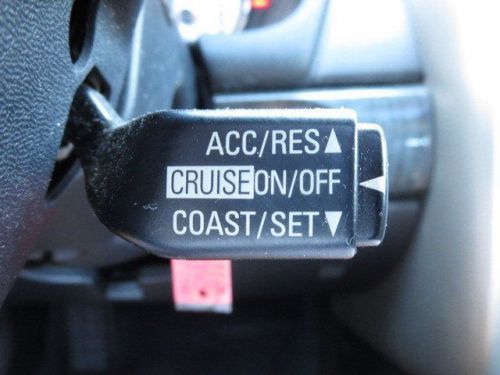 ACC/RES▲
CRUISE ON/OFF ◀
COAST/SET▼